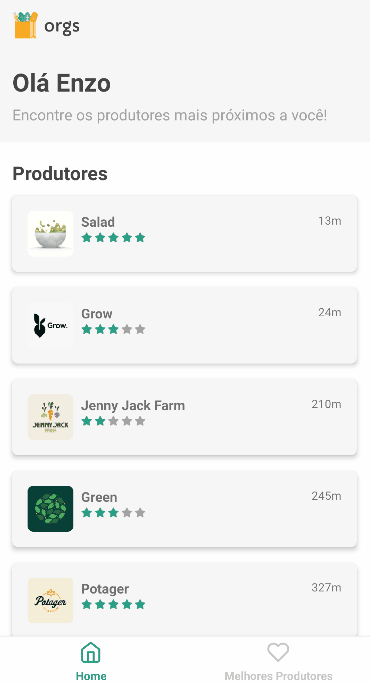 orgs
Olá Enzo
Encontre os produtores mais próximos a você!
Produtores
Salad
13m
Grow.
Grow
24m
JENNY JACK
FARM
Jenny Jack Farm
210m
Green
245m
Potager
Potager
327m
Home
Melhores Produtores